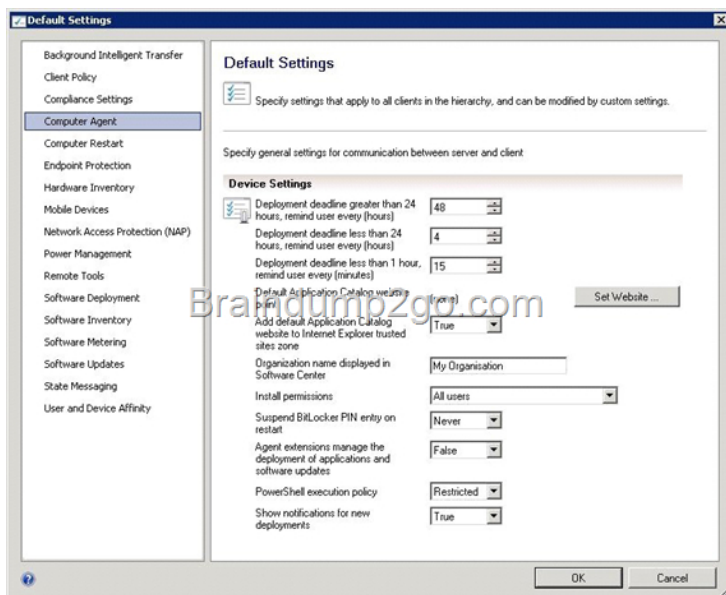 Default Settings
Background Intelligent Transfer
Client Policy
Compliance Settings
Computer Agent
Computer Restart
Endpoint Protection
Hardware Inventory
Mobile Devices
Network Access Protection (NAP)
Power Management
Remote Tools
Software Deployment
Software Inventory
Software Metering
Software Updates
State Messaging
User and Device Affinity
Default Settings
Specify settings that apply to all clients in the hierarchy, and can be modified by custom settings.
Specify general settings for communication between server and client
Device Settings
Deployment deadline greater than 24
hours, remind user every (hours)
48
Deployment deadline less than 24
hours, remind user every (hours)
4
Deployment deadline less than 1 hour,
remind user every (minutes)
15
Default Application Catalog website
point
(none)
Set Website ...
Braindump2go.com
Add default Application Catalog
website to Internet Explorer trusted
sites zone
True
Organization name displayed in
Software Center
My Organisation
Install permissions
All users
Suspend BitLocker PIN entry on
restart
Never
Agent extensions manage the
deployment of applications and
software updates
False
PowerShell execution policy
Restricted
Show notifications for new
deployments
True
OK
Cancel